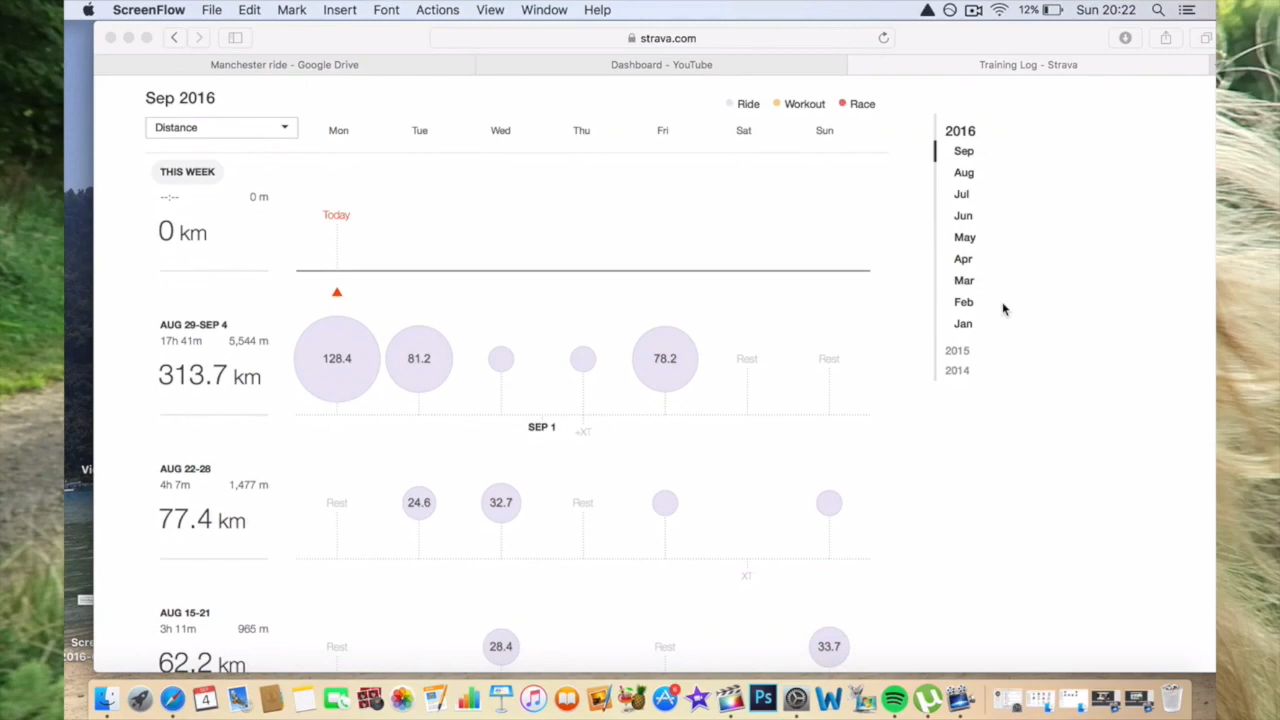 ScreenFlow File Edit Mark Insert Font Actions View Window Help 12% Sun 20:22
strava.com
Manchester ride - Google Drive Dashboard - YouTube Training Log - Strava
Sep 2016
Ride Workout Race
Distance Mon Tue Wed Thu Fri Sat Sun
THIS WEEK
--:-- 0 m
0 km
Today
AUG 29-SEP 4
17h 41m 5,544 m
313.7 km
128.4 81.2 78.2 Rest Rest
SEP 1 +XT
AUG 22-28
4h 7m 1,477 m
77.4 km
Rest 24.6 32.7 Rest
XT
AUG 15-21
3h 11m 965 m
62.2 km
Rest 28.4 Rest 33.7
2016
Sep
Aug
Jul
Jun
May
Apr
Mar
Feb
Jan
2015
2014
Vi
Scre
SEP
4
Ps